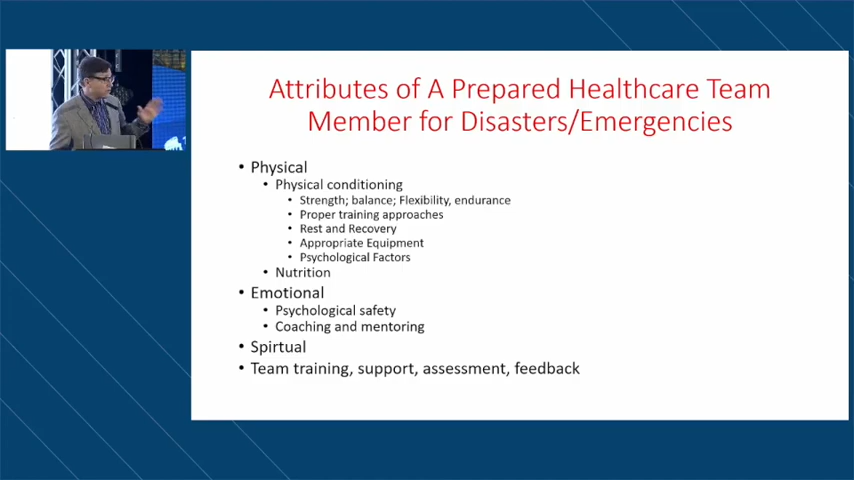 Attributes of A Prepared Healthcare Team
Member for Disasters/Emergencies
• Physical
• Physical conditioning
• Strength; balance; Flexibility, endurance
• Proper training approaches
• Rest and Recovery
• Appropriate Equipment
• Psychological Factors
• Nutrition
• Emotional
• Psychological safety
• Coaching and mentoring
• Spirtual
• Team training, support, assessment, feedback